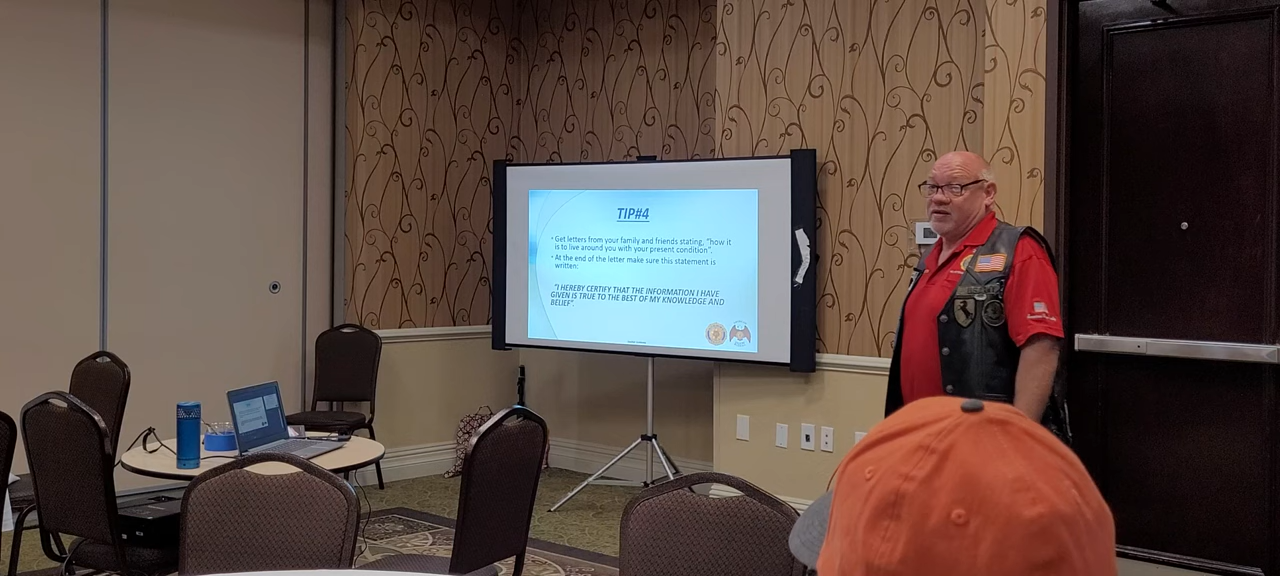 TIP#4
• Get letters from your family and friends stating, "how it
is to live around you with your present condition".
• At the end of the letter make sure this statement is
written:
"I HEREBY CERTIFY THAT THE INFORMATION I HAVE
GIVEN IS TRUE TO THE BEST OF MY KNOWLEDGE AND
BELIEF".